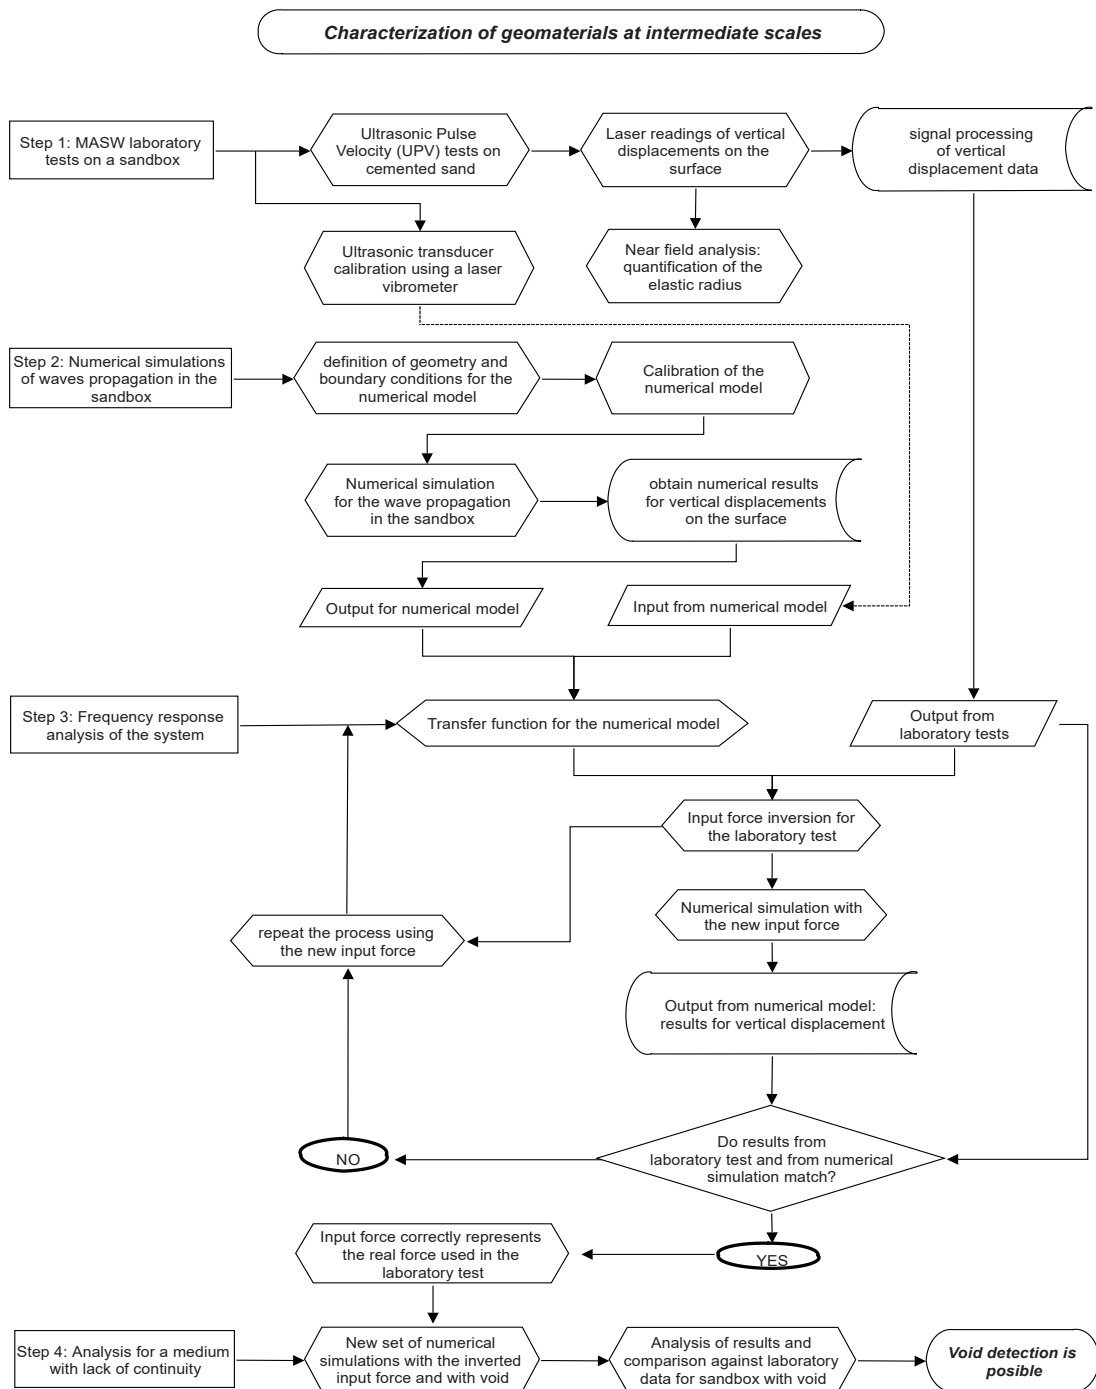 Characterization of geomaterials at intermediate scales
Step 1: MASW laboratory
tests on a sandbox
Ultrasonic Pulse
Velocity (UPV) tests on
cemented sand
Laser readings of vertical
displacements on the
surface
signal processing
of vertical
displacement data
Ultrasonic transducer
calibration using a laser
vibrometer
Near field analysis:
quantification of the
elastic radius
Step 2: Numerical simulations
of waves propagation in the
sandbox
definition of geometry and
boundary conditions for the
numerical model
Calibration of the
numerical model
Numerical simulation
for the wave propagation
in the sandbox
obtain numerical results
for vertical displacements
on the surface
Output for numerical model
Input from numerical model
Step 3: Frequency response
analysis of the system
Transfer function for the numerical model
Output from
laboratory tests
Input force inversion for
the laboratory test
Numerical simulation with
the new input force
repeat the process using
the new input force
Output from numerical model:
results for vertical displacement
Do results from
laboratory test and from numerical
simulation match?
NO
YES
Input force correctly represents
the real force used in the
laboratory test
Step 4: Analysis for a medium
with lack of continuity
New set of numerical
simulations with the inverted
input force and with void
Analysis of results and
comparison against laboratory
data for sandbox with void
Void detection is
posible